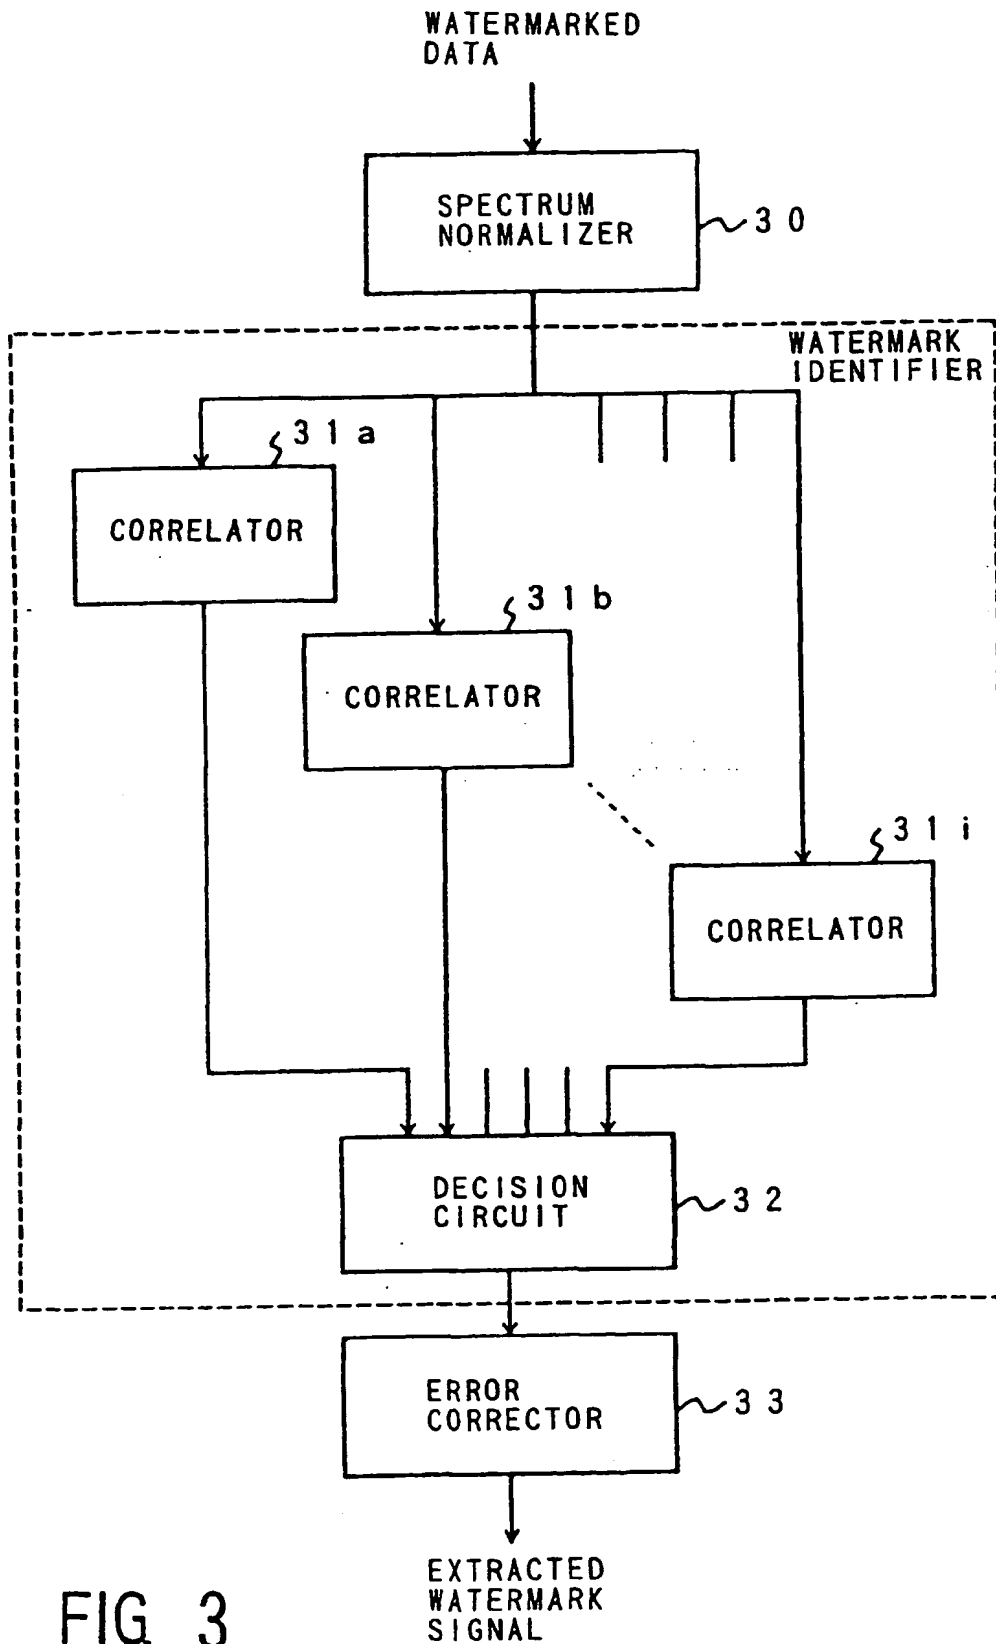 WATERMARKED
DATA
SPECTRUM
NORMALIZER
30
WATERMARK
IDENTIFIER
31a
CORRELATOR
31b
CORRELATOR
31i
CORRELATOR
DECISION
CIRCUIT
32
ERROR
CORRECTOR
33
EXTRACTED
WATERMARK
SIGNAL
FIG. 3